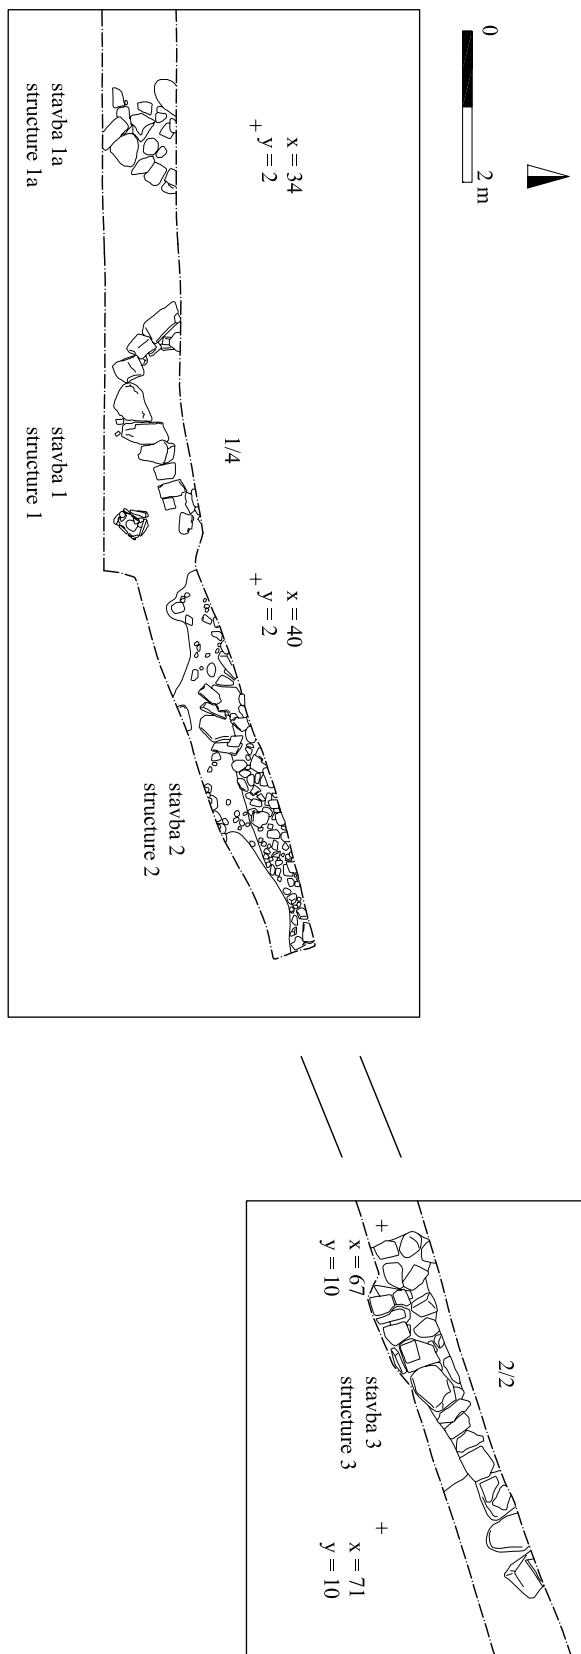 0
2 m
x = 34
y = 2
stavba 1a
structure 1a
1/4
stavba 1
structure 1
x = 40
y = 2
stavba 2
structure 2
x = 67
y = 10
2/2
stavba 3
structure 3
x = 71
y = 10